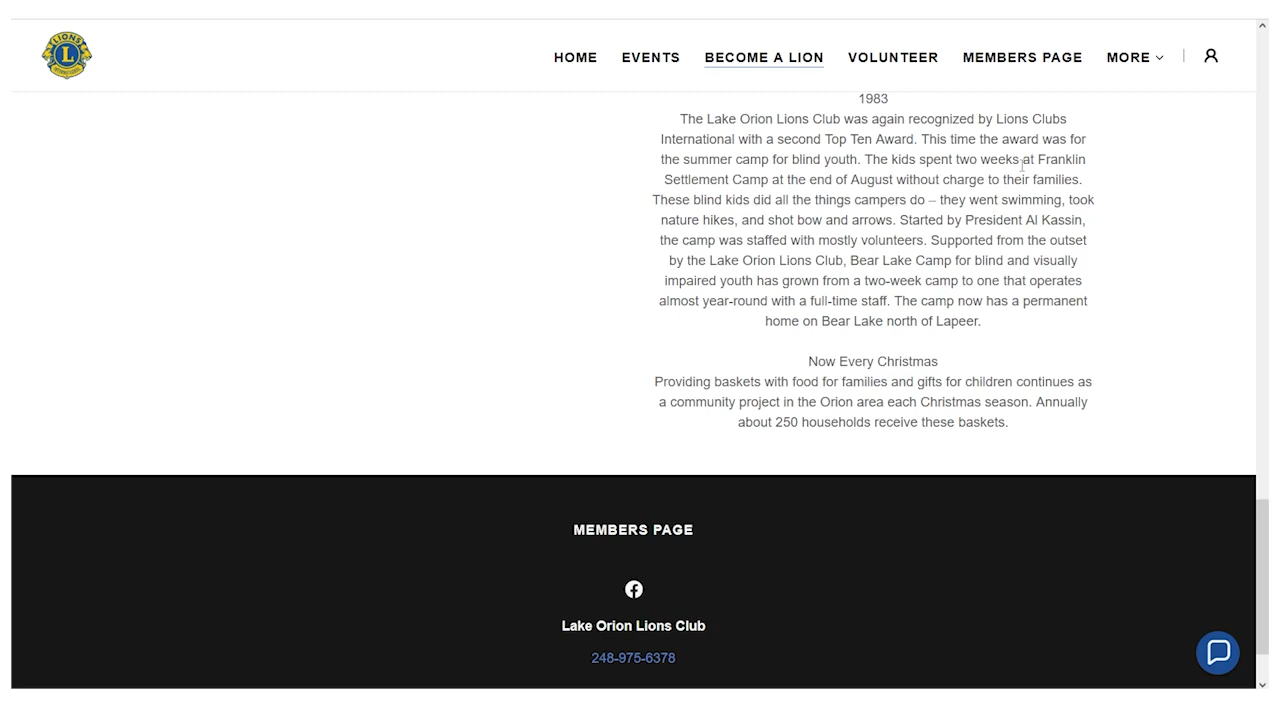 LIONS
L
HOME EVENTS BECOME A LION VOLUNTEER MEMBERS PAGE MORE
1983
The Lake Orion Lions Club was again recognized by Lions Clubs
International with a second Top Ten Award. This time the award was for
the summer camp for blind youth. The kids spent two weeks at Franklin
Settlement Camp at the end of August without charge to their families.
These blind kids did all the things campers do – they went swimming, took
nature hikes, and shot bow and arrows. Started by President Al Kassin,
the camp was staffed with mostly volunteers. Supported from the outset
by the Lake Orion Lions Club, Bear Lake Camp for blind and visually
impaired youth has grown from a two-week camp to one that operates
almost year-round with a full-time staff. The camp now has a permanent
home on Bear Lake north of Lapeer.
Now Every Christmas
Providing baskets with food for families and gifts for children continues as
a community project in the Orion area each Christmas season. Annually
about 250 households receive these baskets.
MEMBERS PAGE
Lake Orion Lions Club
248-975-6378